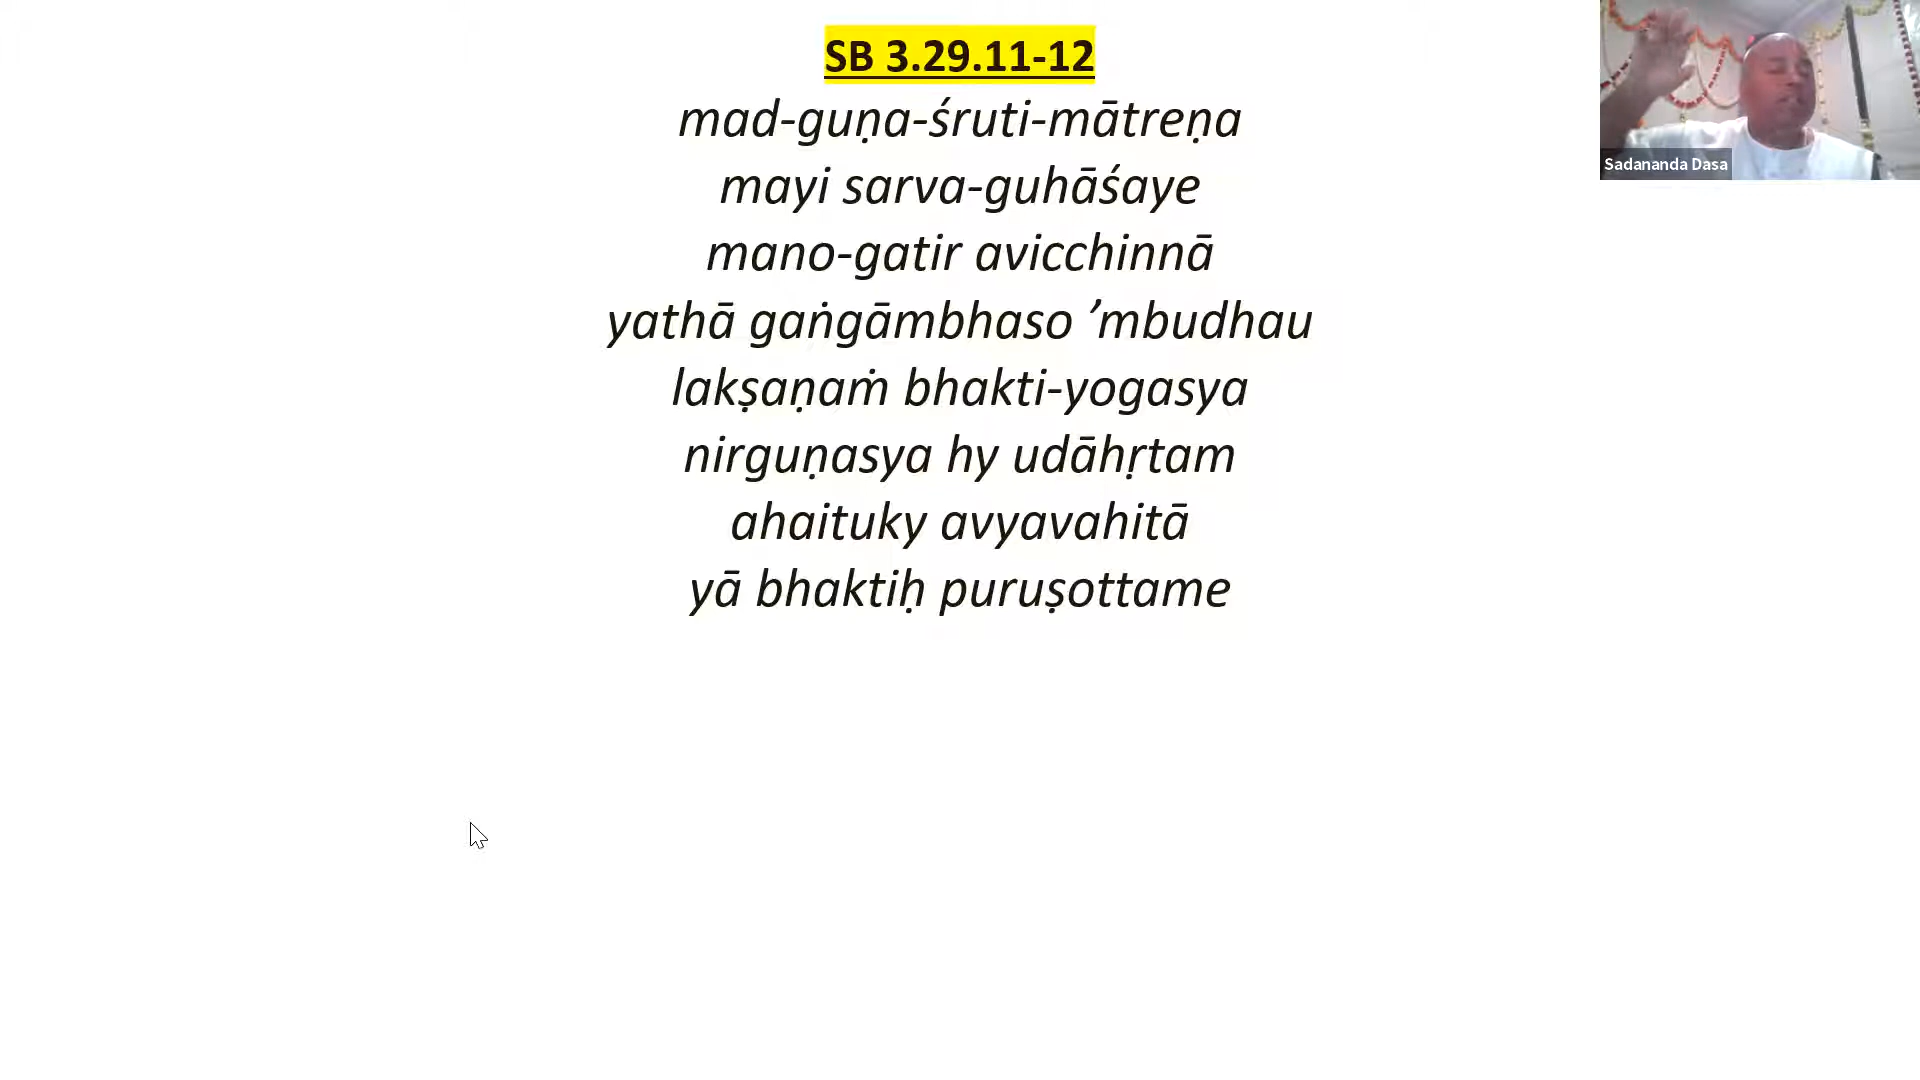 SB 3.29.11-12
mad-guṇa-śruti-mātreṇa
mayi sarva-guhāśaye
mano-gatir avicchinnā
yathā gaṅgāmbhaso ’mbudhau
lakṣaṇaṁ bhakti-yogasya
nirguṇasya hy udāhṛtam
ahaituky avyavahitā
yā bhaktiḥ puruṣottame
Sadananda Dasa